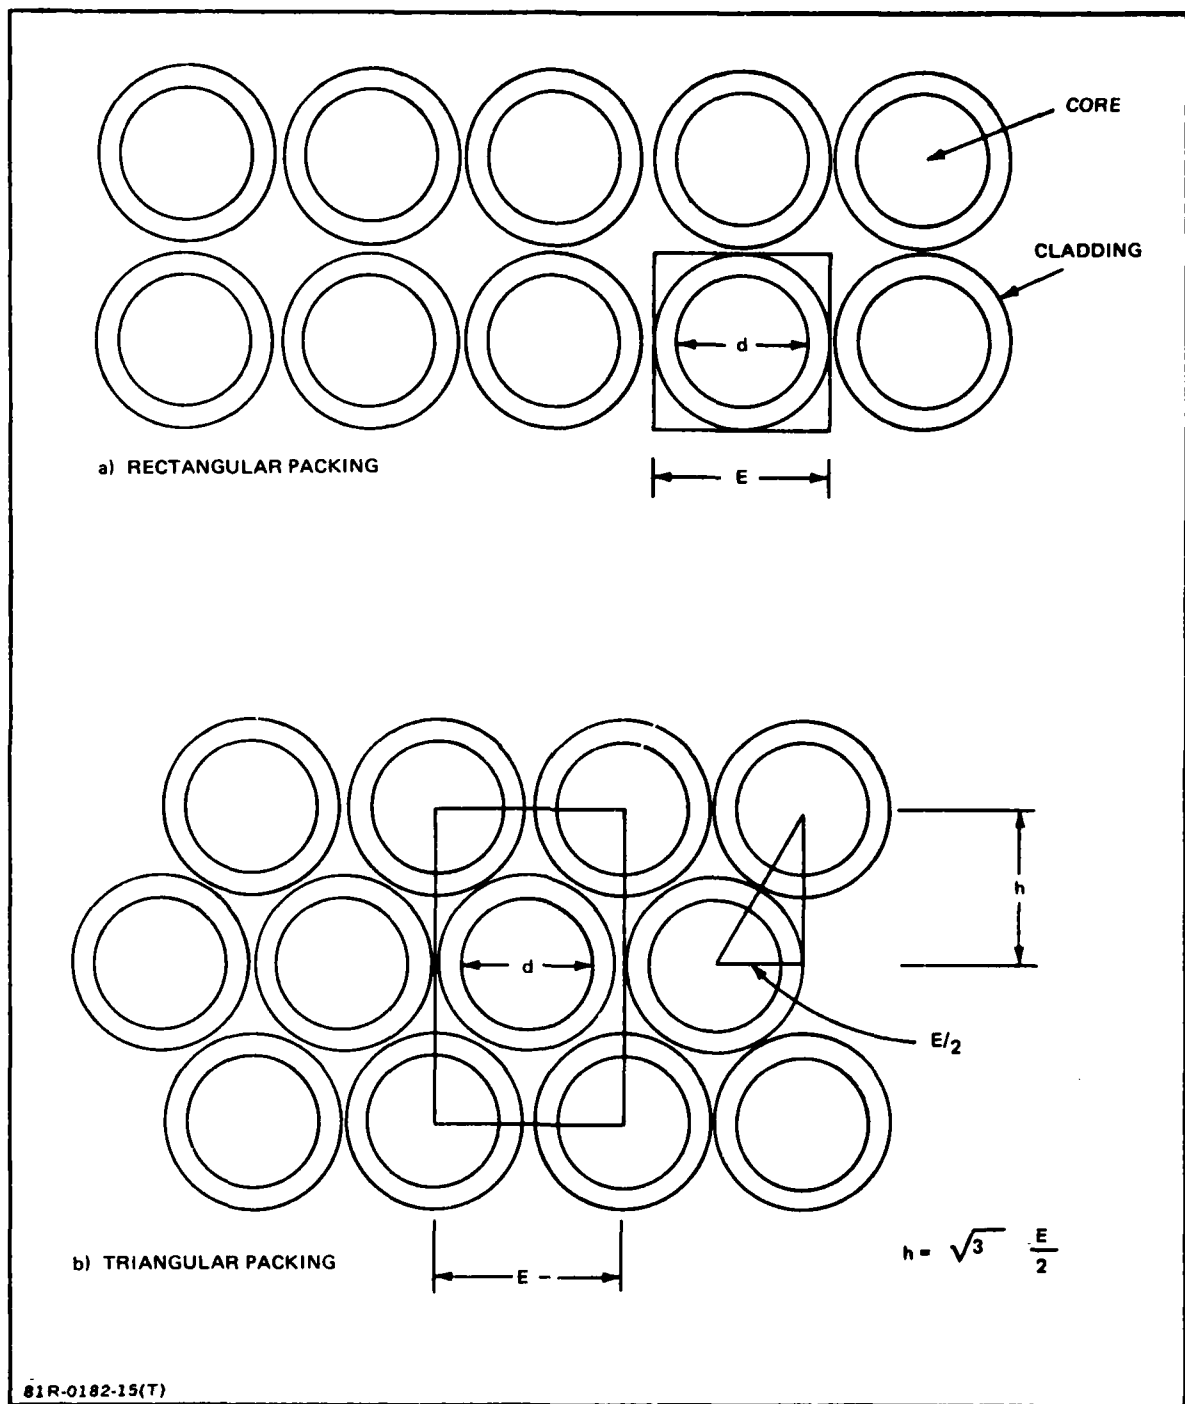 CORE
CLADDING
d
a) RECTANGULAR PACKING
E
h
d
E/2
b) TRIANGULAR PACKING
E
h = √3 E/2
81R-0182-15(T)